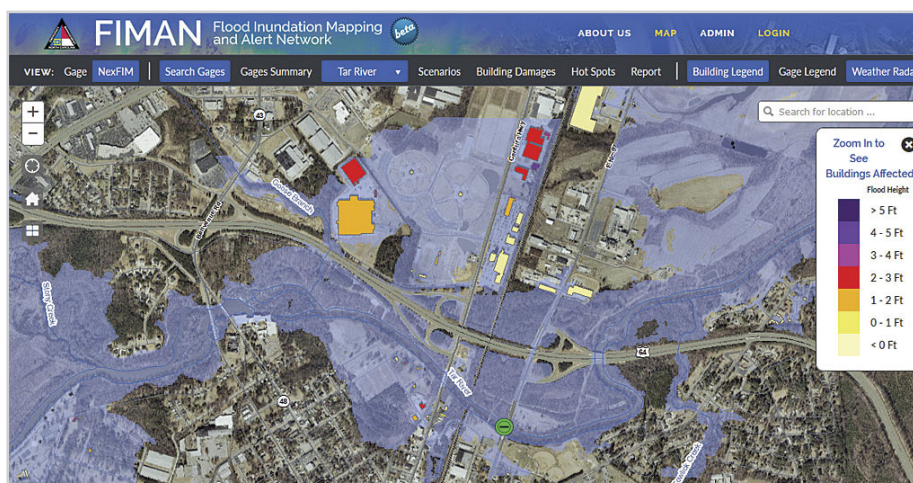 FIMAN
Flood Inundation Mapping
and Alert Network
beta
ABOUT US MAP ADMIN LOGIN
VIEW: Gage NexFIM Search Gages Gages Summary Tar River Scenarios Building Damages Hot Spots Report Building Legend Gage Legend Weather Rada
Search for location ...
Zoom In to
See
Buildings Affected
Flood Height
> 5 Ft
4 - 5 Ft
3 - 4 Ft
2 - 3 Ft
1 - 2 Ft
0 - 1 Ft
< 0 Ft
43
Goose Branch
Stony Creek
64
Tar River
48